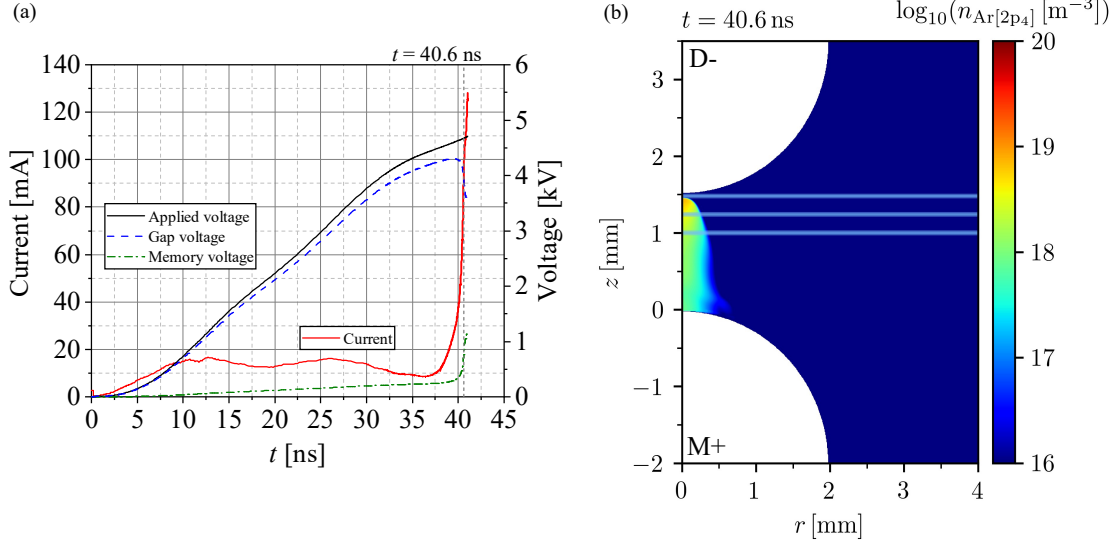 (a)
t = 40.6 ns
140
120
100
80
60
40
20
0
Current [mA]
6
5
4
3
2
1
0
Voltage [kV]
Applied voltage
Gap voltage
Memory voltage
Current
0 5 10 15 20 25 30 35 40 45
t [ns]
(b)
t = 40.6 ns
log₁₀(n_Ar[2p₄] [m⁻³])
D-
M+
3
2
1
0
−1
−2
z [mm]
0 1 2 3 4
r [mm]
20
19
18
17
16